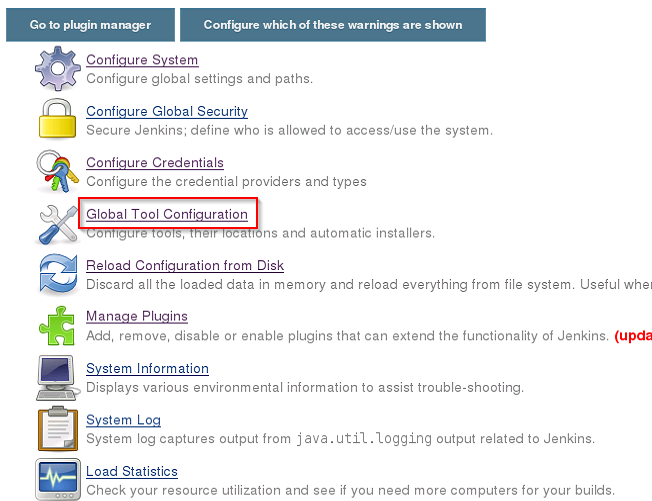 Go to plugin manager
Configure which of these warnings are shown
Configure System
Configure global settings and paths.
Configure Global Security
Secure Jenkins; define who is allowed to access/use the system.
Configure Credentials
Configure the credential providers and types
Global Tool Configuration
Configure tools, their locations and automatic installers.
Reload Configuration from Disk
Discard all the loaded data in memory and reload everything from file system. Useful when
Manage Plugins
Add, remove, disable or enable plugins that can extend the functionality of Jenkins. (upda
System Information
Displays various environmental information to assist trouble-shooting.
System Log
System log captures output from java.util.logging output related to Jenkins.
Load Statistics
Check your resource utilization and see if you need more computers for your builds.